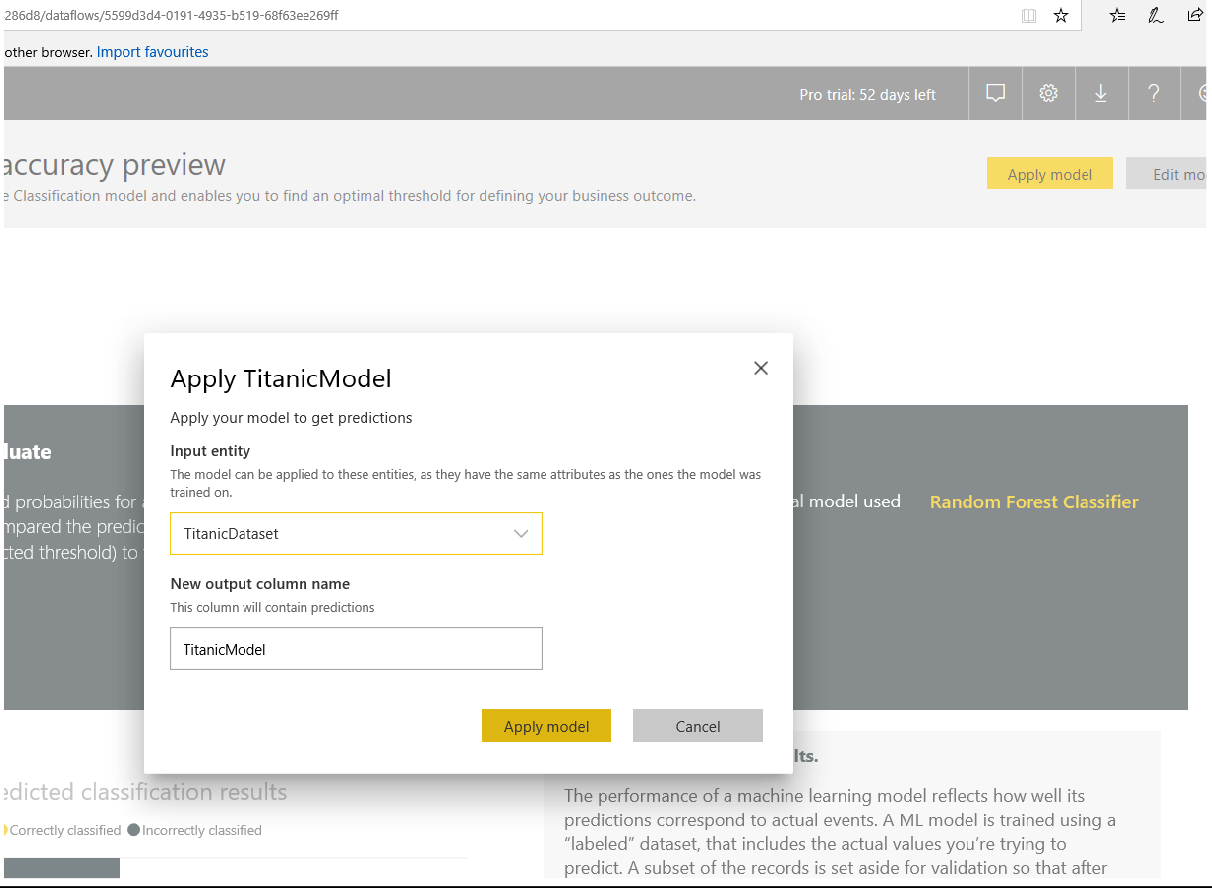 286d8/dataflows/5599d3d4-0191-4935-b519-68f63ee269ff
other browser. Import favourites
Pro trial: 52 days left
?
accuracy preview
e Classification model and enables you to find an optimal threshold for defining your business outcome.
Apply model
Edit mo
Apply TitanicModel
Apply your model to get predictions
Input entity
The model can be applied to these entities, as they have the same attributes as the ones the model was
trained on.
TitanicDataset
New output column name
This column will contain predictions
TitanicModel
Apply model
Cancel
luate
d probabilities for a
mpared the predic
cted threshold) to
al model used
Random Forest Classifier
edicted classification results
Correctly classified
Incorrectly classified
lts.
The performance of a machine learning model reflects how well its
predictions correspond to actual events. A ML model is trained using a
“labeled” dataset, that includes the actual values you’re trying to
predict. A subset of the records is set aside for validation so that after